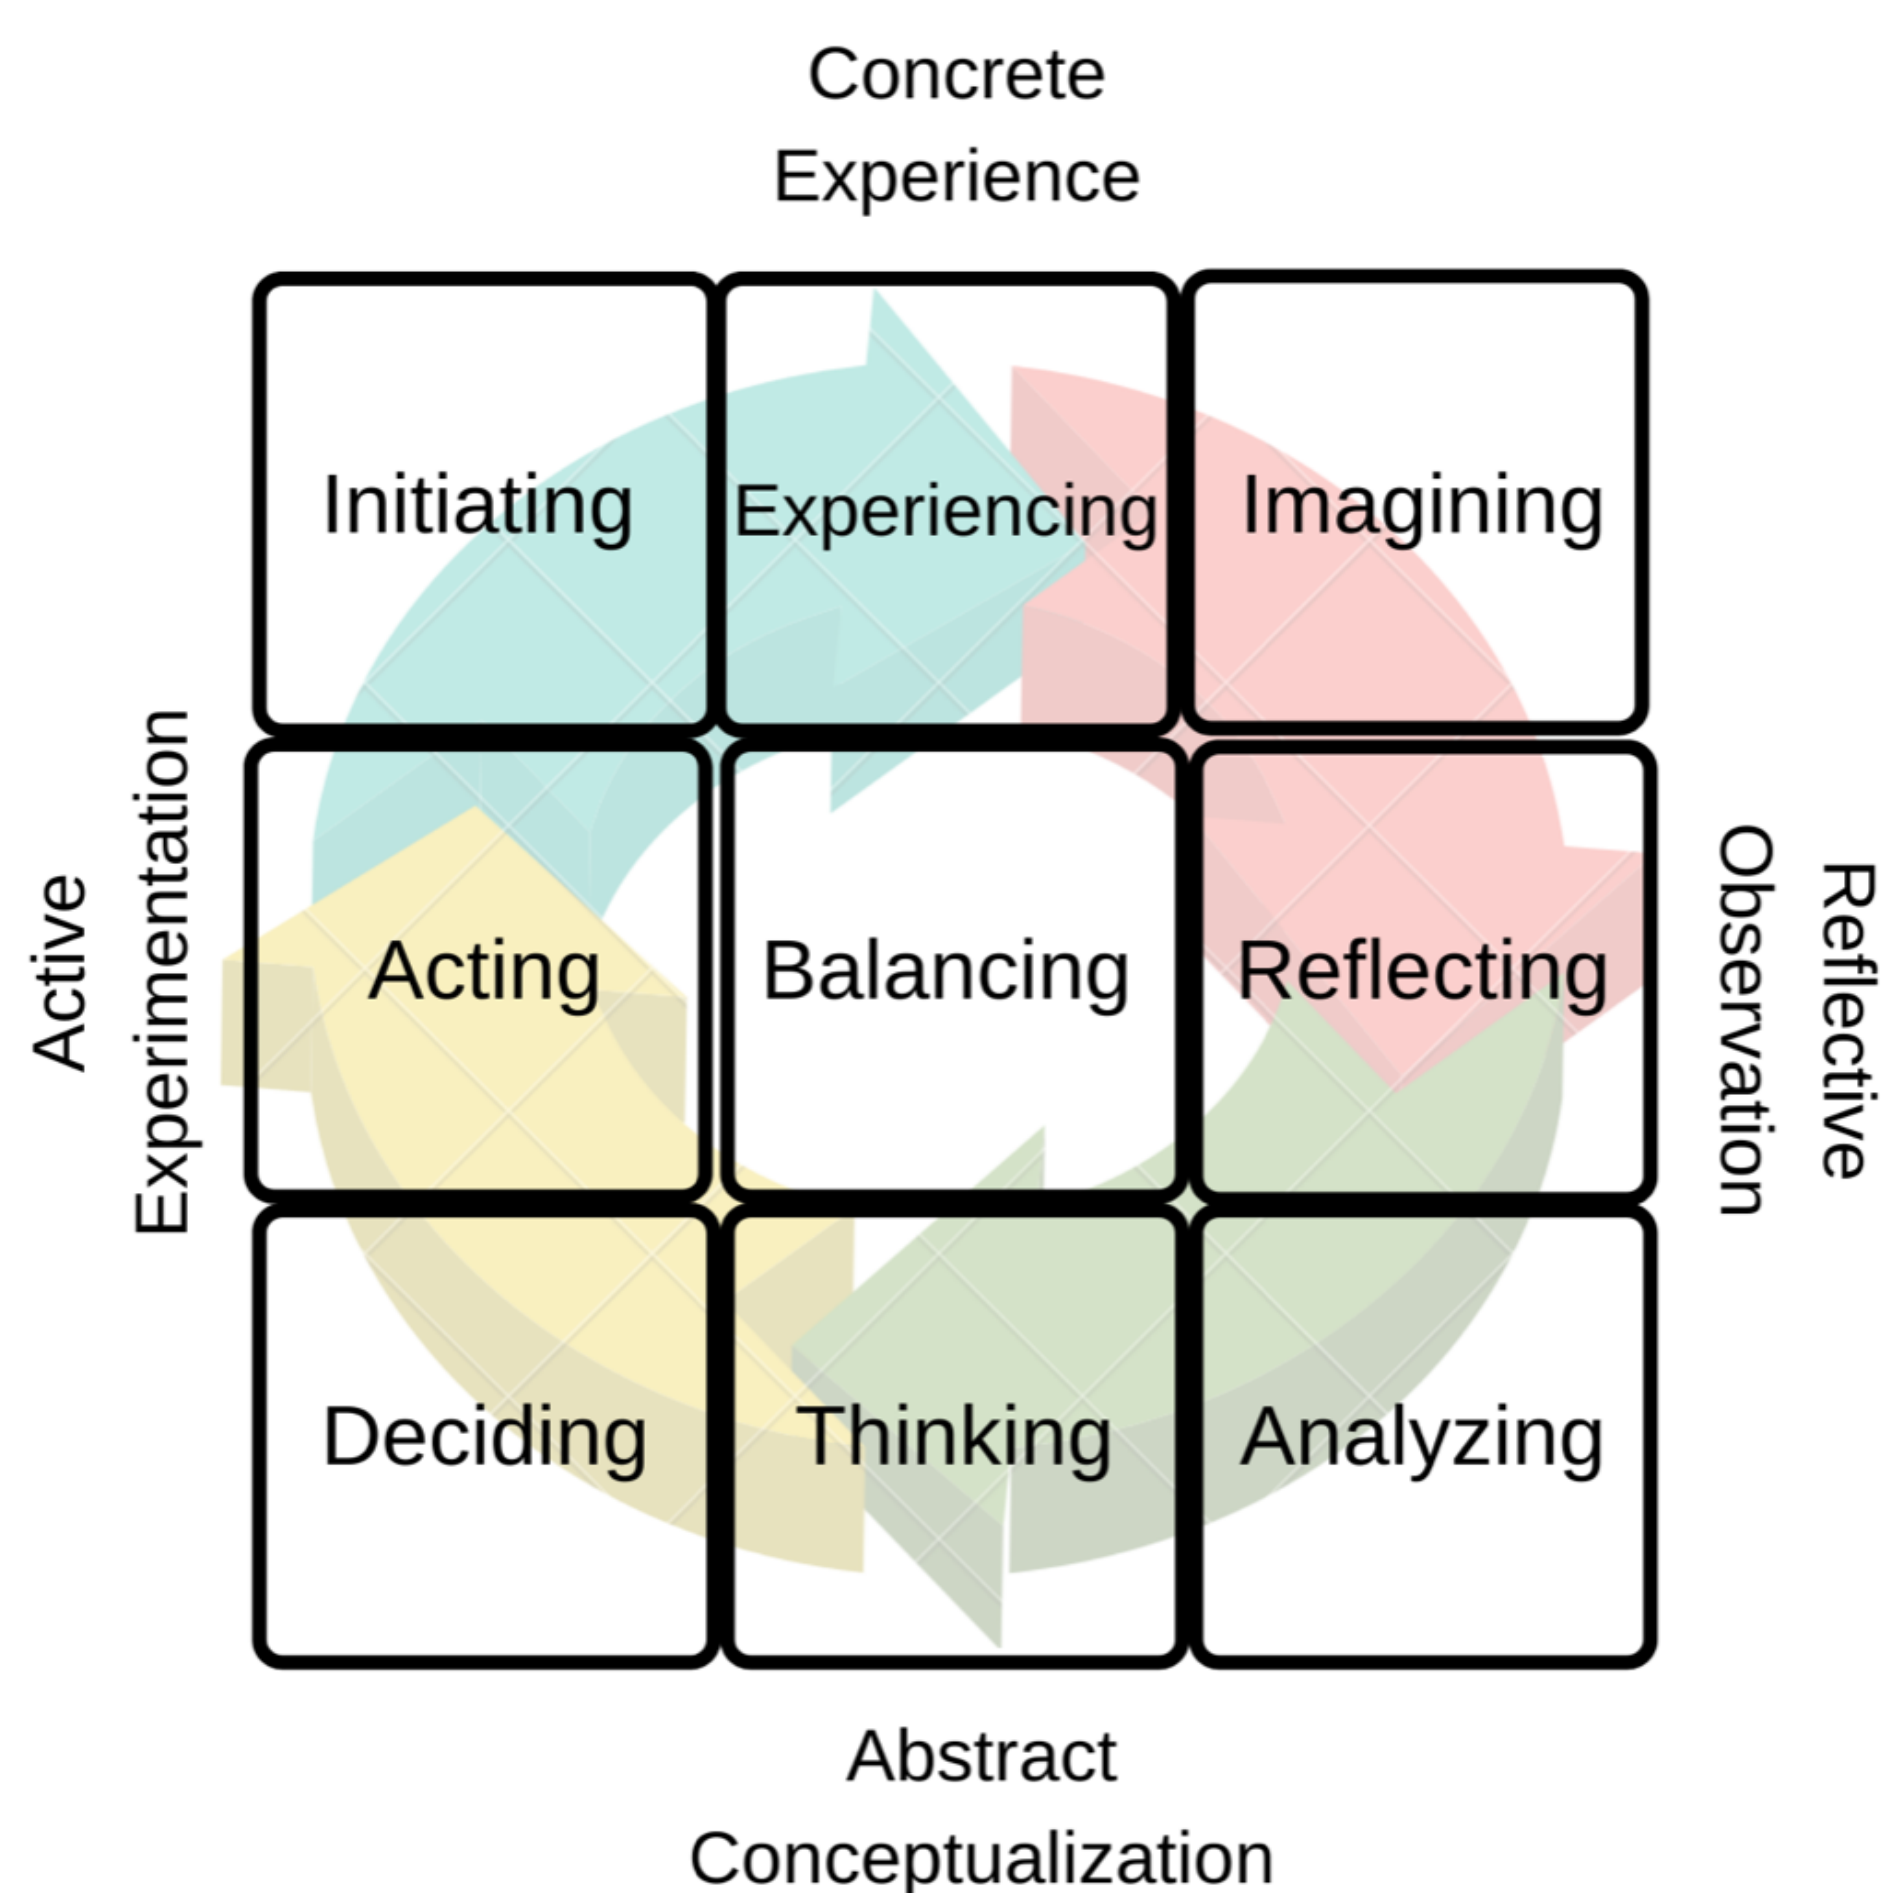 Concrete
Experience
Initiating
Experiencing
Imagining
Active
Experimentation
Acting
Balancing
Reflecting
Reflective
Observation
Deciding
Thinking
Analyzing
Abstract
Conceptualization